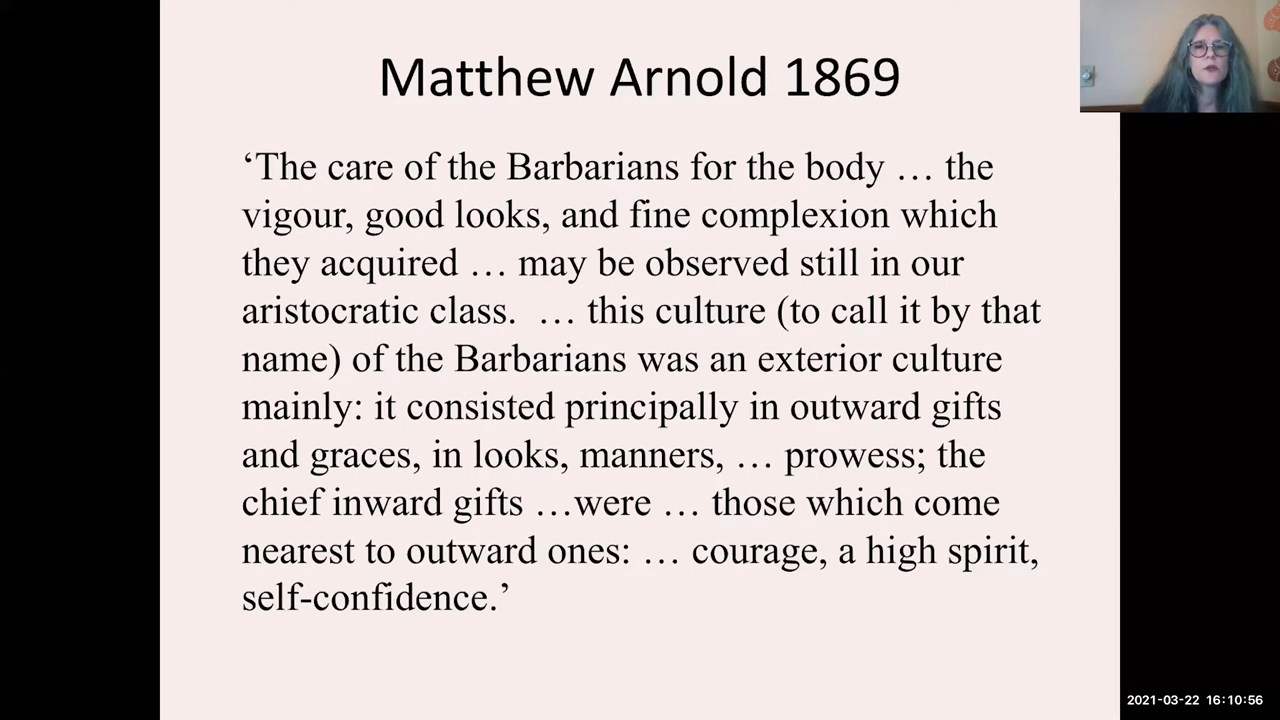 Matthew Arnold 1869
‘The care of the Barbarians for the body … the
vigour, good looks, and fine complexion which
they acquired … may be observed still in our
aristocratic class.  … this culture (to call it by that
name) of the Barbarians was an exterior culture
mainly: it consisted principally in outward gifts
and graces, in looks, manners, … prowess; the
chief inward gifts …were … those which come
nearest to outward ones: … courage, a high spirit,
self-confidence.’
2021-03-22 16:10:56